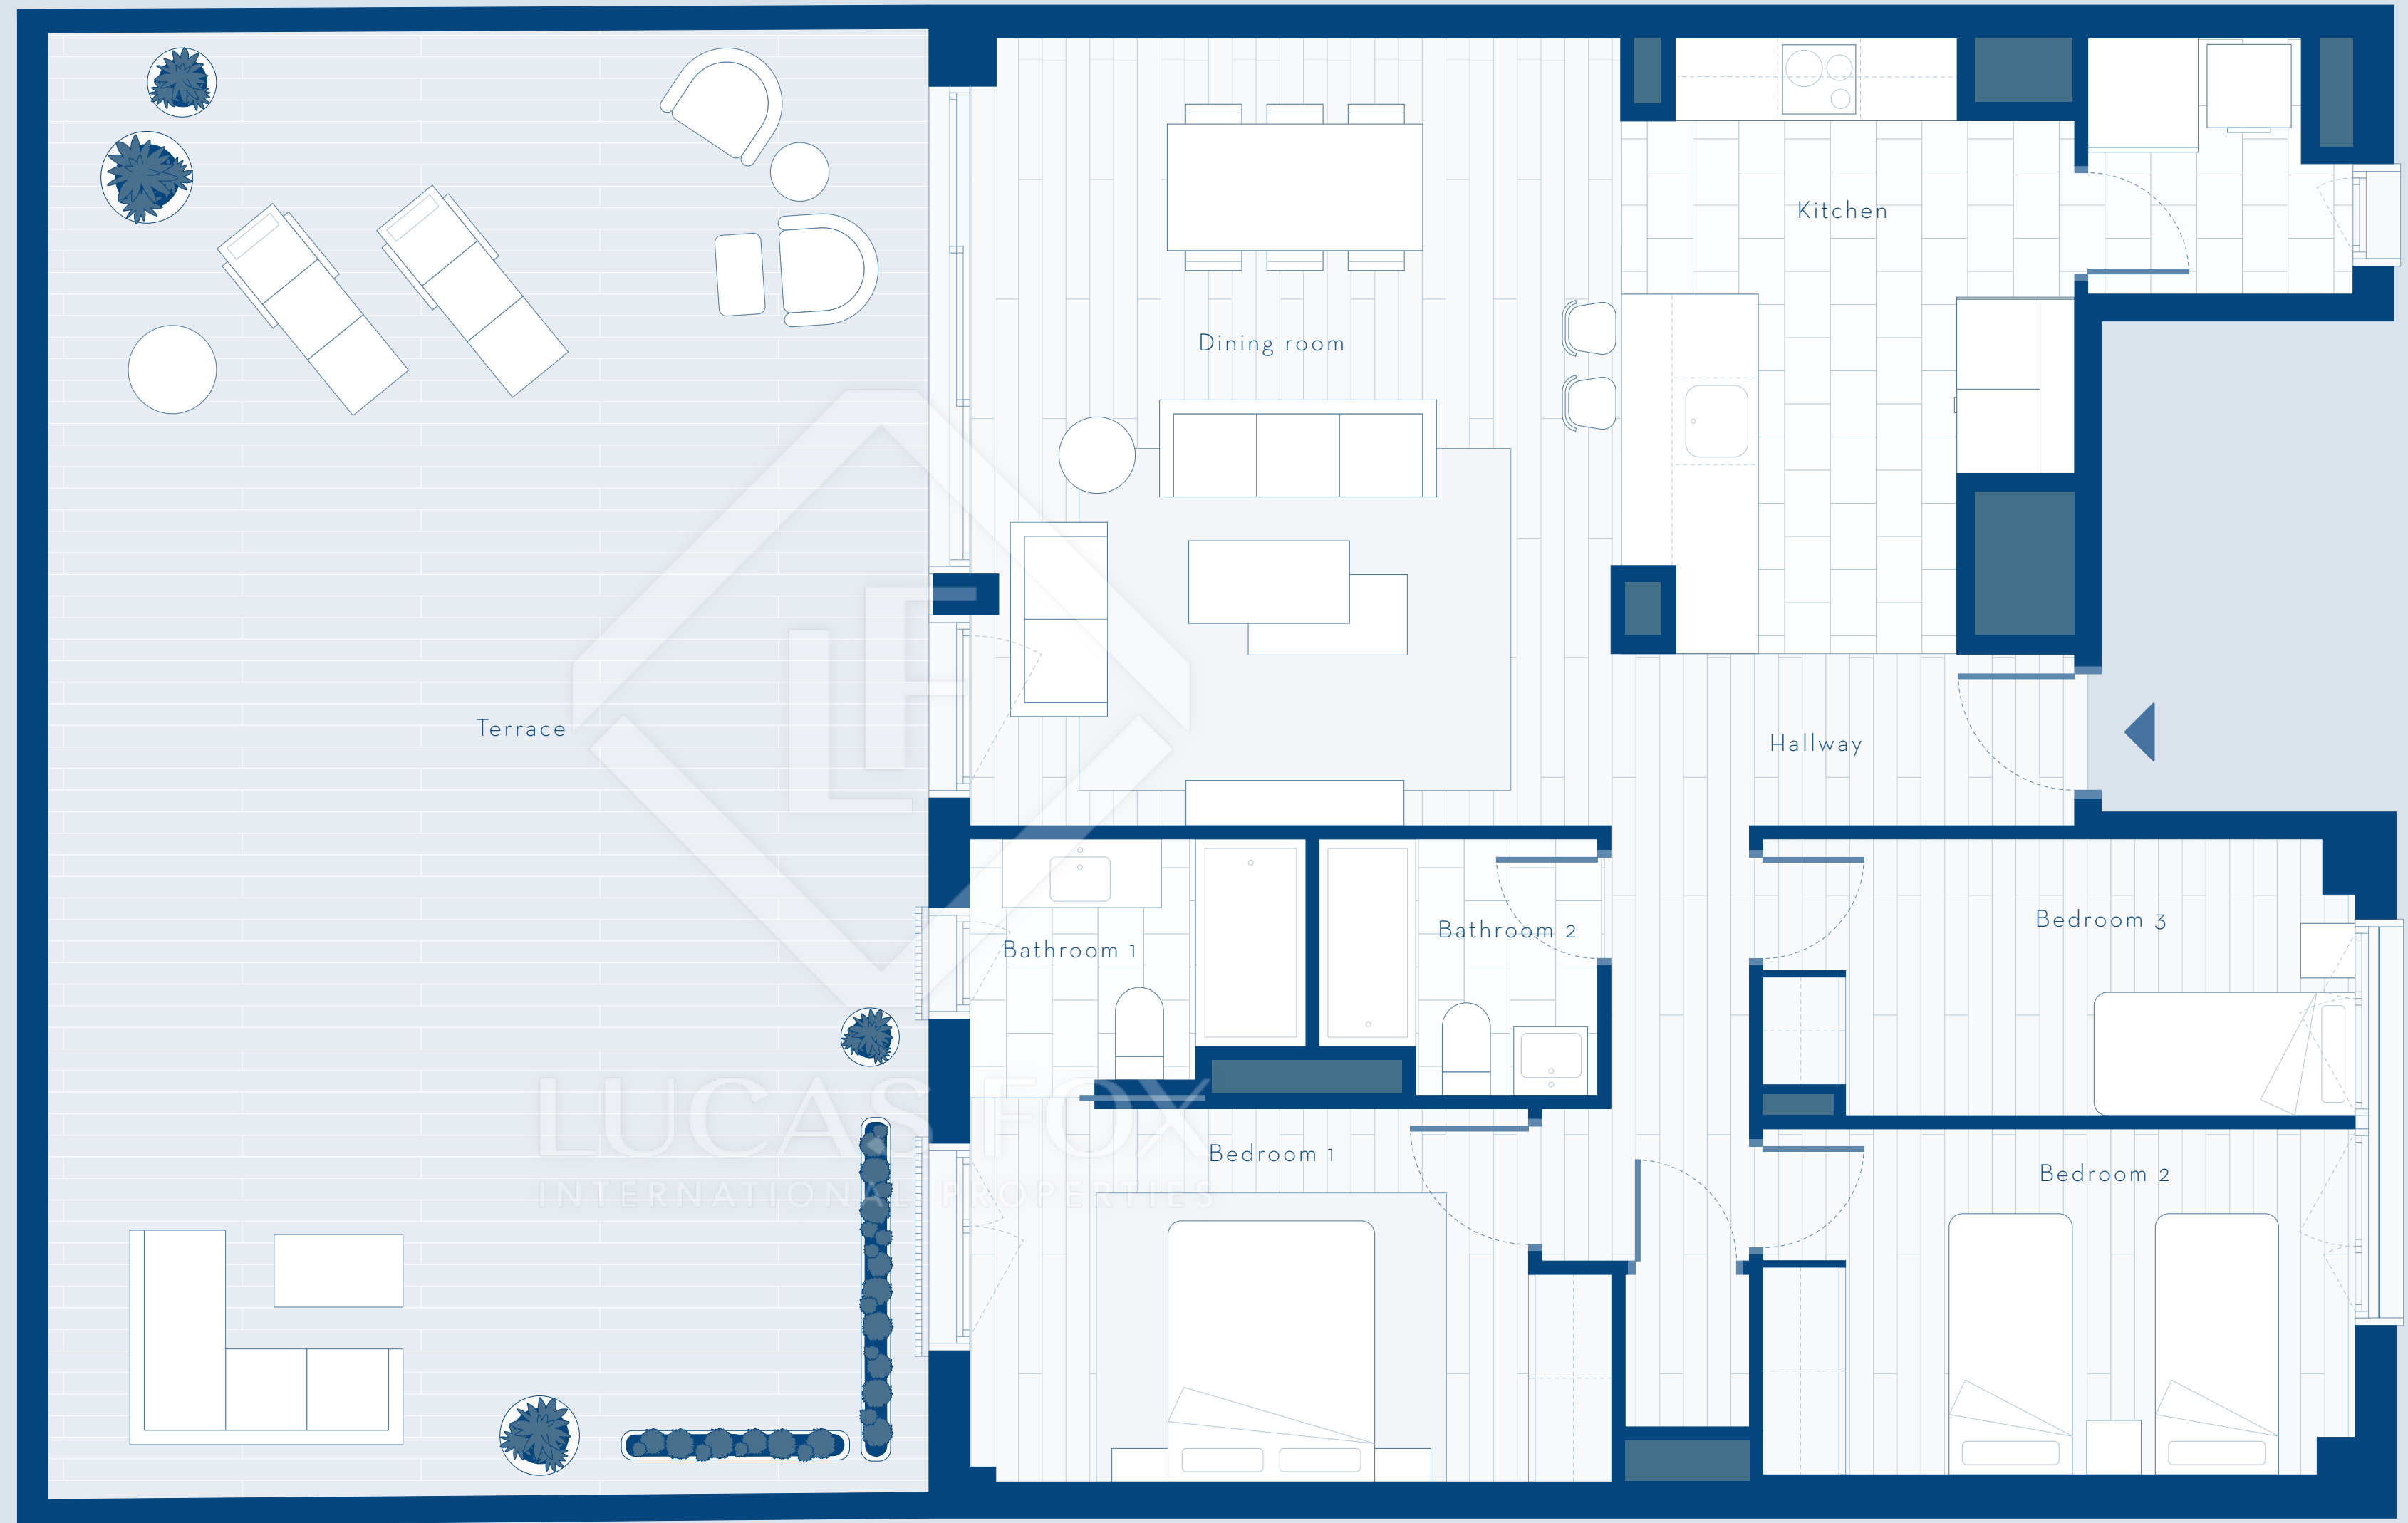 Kitchen
Dining room
Terrace
Hallway
Bathroom 1
Bathroom 2
Bedroom 3
LF
LUCAS FOX
INTERNATIONAL PROPERTIES
Bedroom 1
Bedroom 2